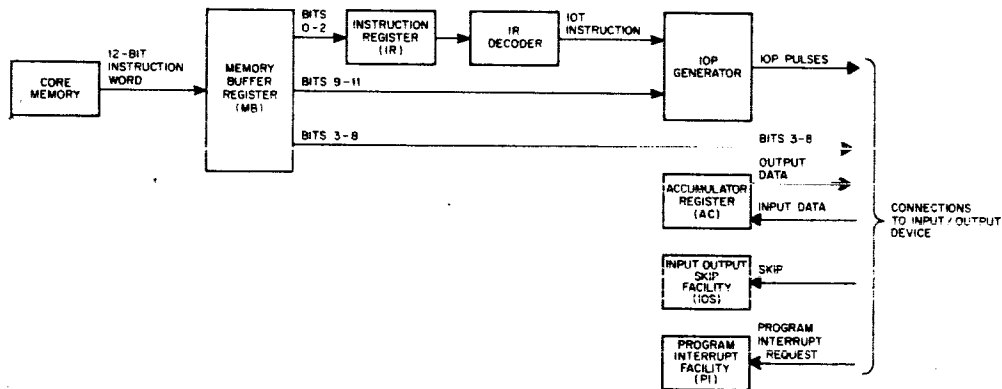 CORE
MEMORY
12-BIT
INSTRUCTION
WORD
MEMORY
BUFFER
REGISTER
(MB)
BITS
0-2
INSTRUCTION
REGISTER
(IR)
IR
DECODER
IOT
INSTRUCTION
IOP
GENERATOR
IOP PULSES
BITS 9-11
BITS 3-8
BITS 3-8
OUTPUT
DATA
ACCUMULATOR
REGISTER
(AC)
INPUT DATA
CONNECTIONS
TO INPUT/OUTPUT
DEVICE
INPUT OUTPUT
SKIP
FACILITY
(IOS)
SKIP
PROGRAM
INTERRUPT
FACILITY
(PI)
PROGRAM
INTERRUPT
REQUEST